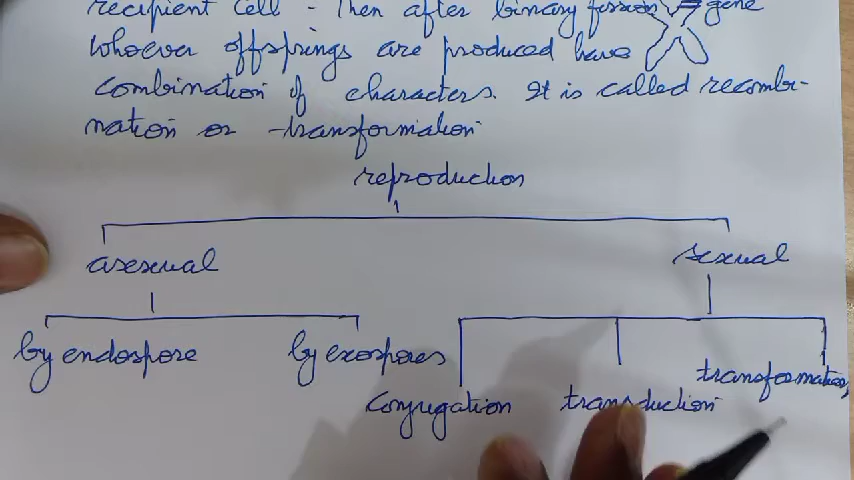 recipient cell - Then after binary fission gene
whoever offsprings are produced have
combination of characters. It is called recombi-
nation or transformation
reproduction
asexual
sexual
by endospore
by exospores
conjugation
transduction
transformation